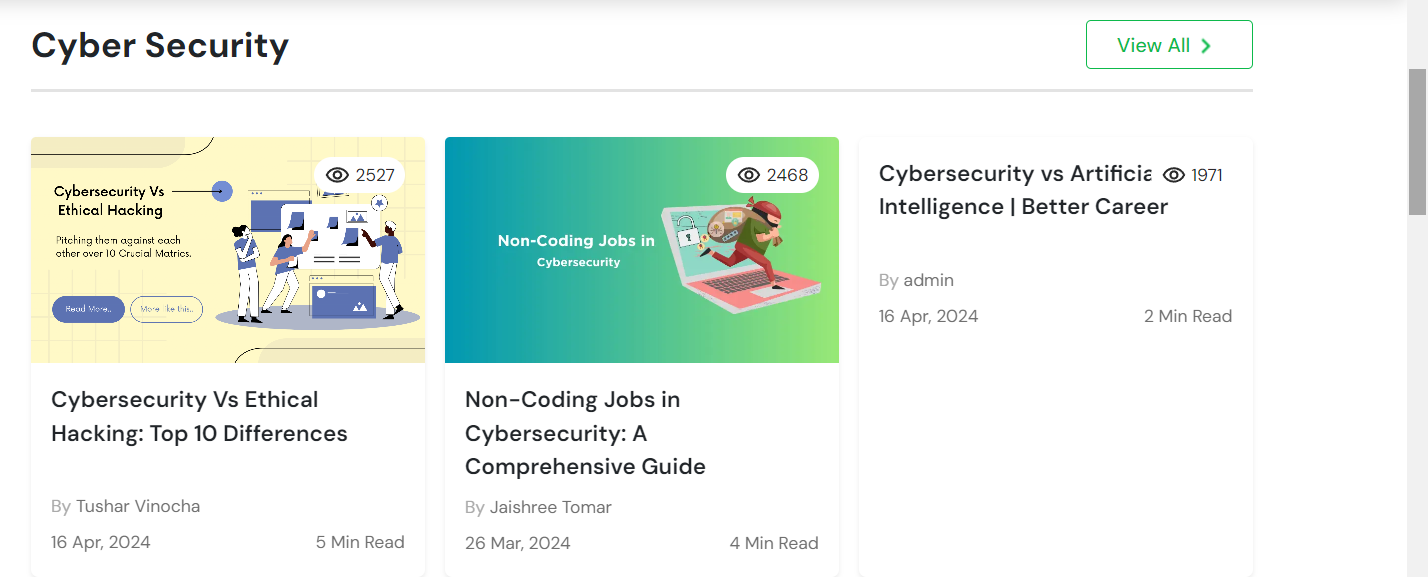 Cyber Security
View All
2527
Cybersecurity Vs
Ethical Hacking
Pitching them against each
other over 10 Crucial Matrics.
Read More..
More like this..
Cybersecurity Vs Ethical
Hacking: Top 10 Differences
By Tushar Vinocha
16 Apr, 2024 5 Min Read
2468
Non-Coding Jobs in
Cybersecurity
Non-Coding Jobs in
Cybersecurity: A
Comprehensive Guide
By Jaishree Tomar
26 Mar, 2024 4 Min Read
Cybersecurity vs Artificia 1971
Intelligence | Better Career
By admin
16 Apr, 2024 2 Min Read